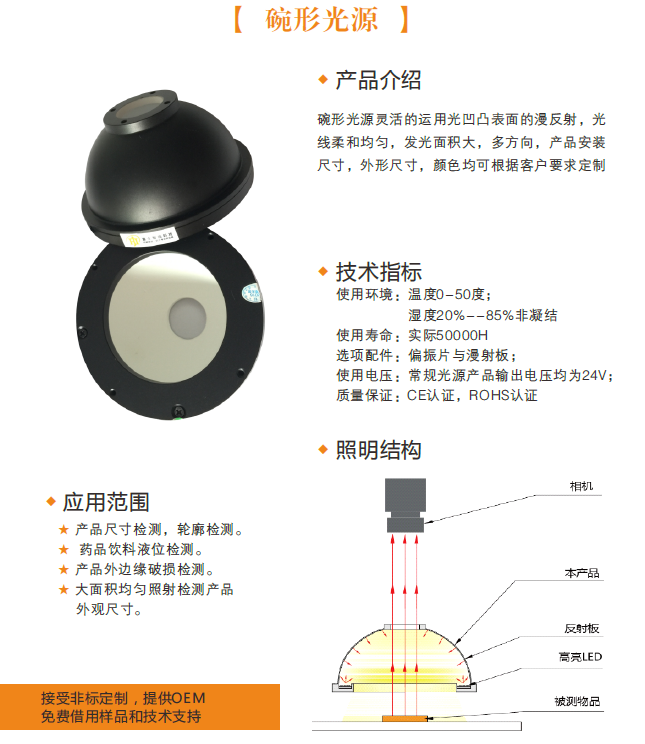 【 碗形光源 】
产品介绍
碗形光源灵活的运用光凹凸表面的漫反射，光
线柔和均匀，发光面积大，多方向，产品安装
尺寸，外形尺寸，颜色均可根据客户要求定制
技术指标
使用环境：温度0-50度；
湿度20%--85%非凝结
使用寿命：实际50000H
选项配件：偏振片与漫射板；
使用电压：常规光源产品输出电压均为24V；
质量保证：CE认证，ROHS认证
照明结构
相机
本产品
反射板
高亮LED
被测物品
应用范围
★ 产品尺寸检测，轮廓检测。
★ 药品饮料液位检测。
★ 产品外边缘破损检测。
★ 大面积均匀照射检测产品
外观尺寸。
接受非标定制，提供OEM
免费借用样品和技术支持